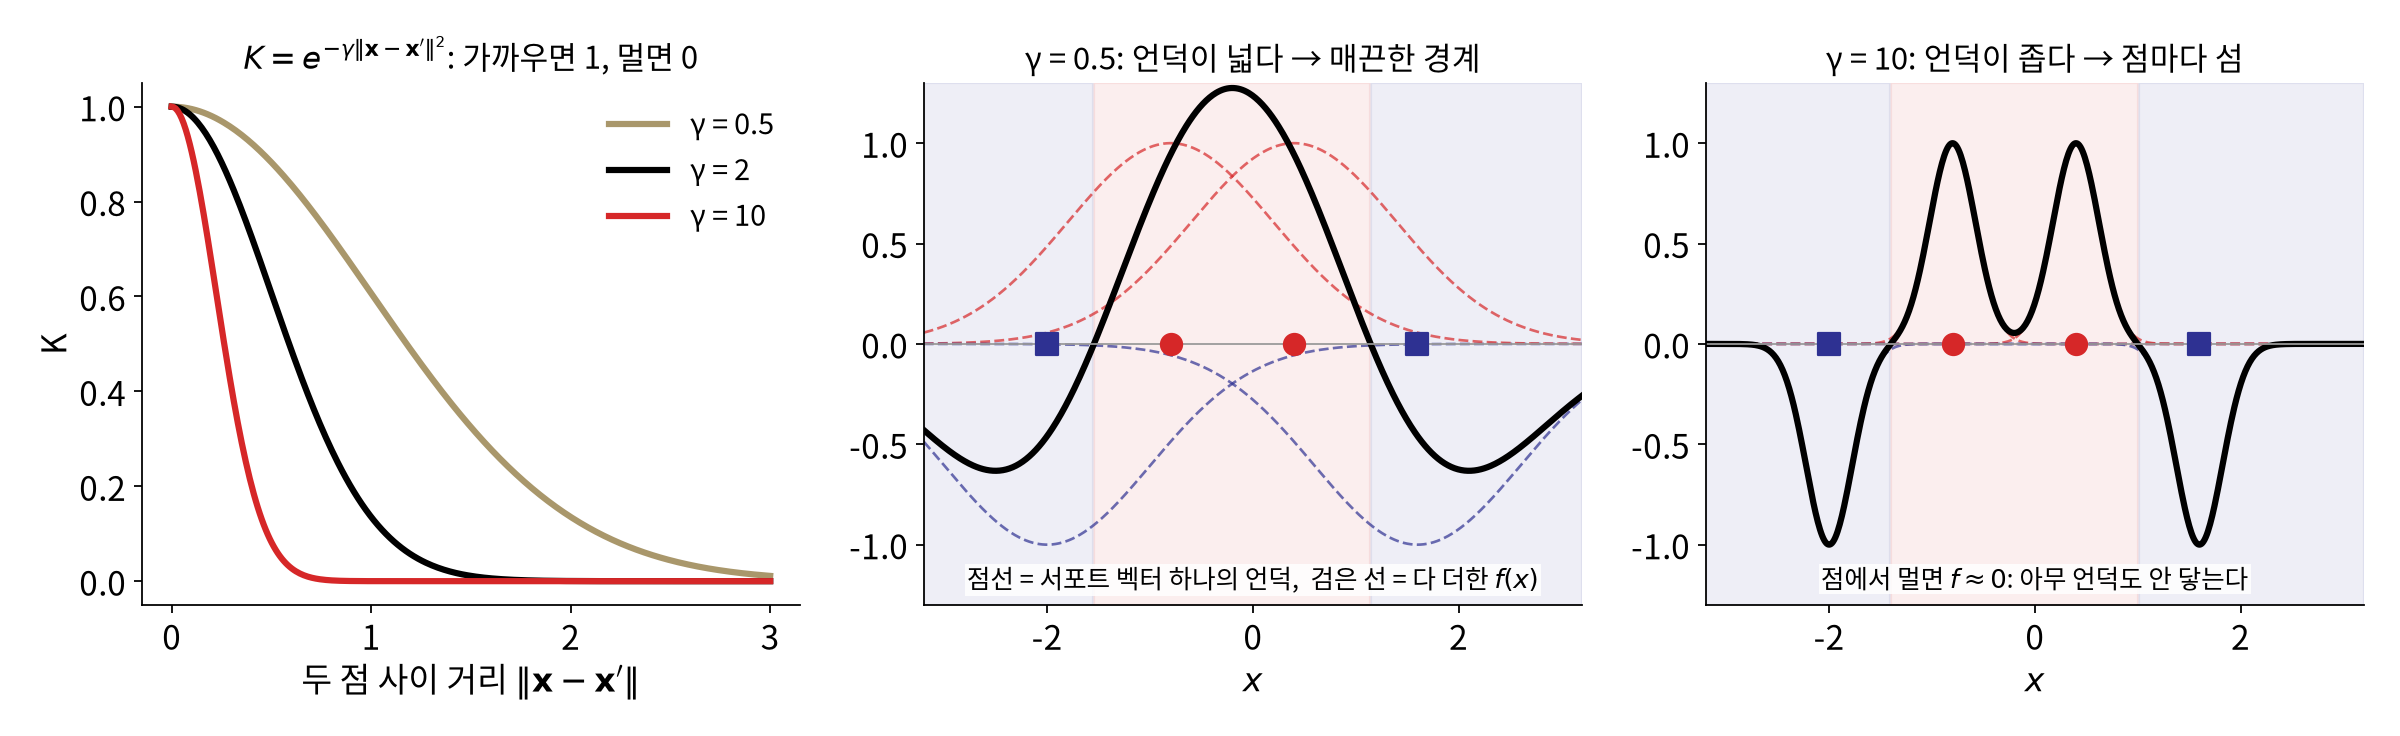 K = e^{−γ‖x − x′‖²}: 가까우면 1, 멀면 0
1.0
0.8
0.6
0.4
0.2
0.0
K
γ = 0.5
γ = 2
γ = 10
0 1 2 3
두 점 사이 거리 ‖x − x′‖
γ = 0.5: 언덕이 넓다 → 매끈한 경계
1.0
0.5
0.0
-0.5
-1.0
점선 = 서포트 벡터 하나의 언덕, 검은 선 = 다 더한 f(x)
-2 0 2
x
γ = 10: 언덕이 좁다 → 점마다 섬
1.0
0.5
0.0
-0.5
-1.0
점에서 멀면 f ≈ 0: 아무 언덕도 안 닿는다
-2 0 2
x